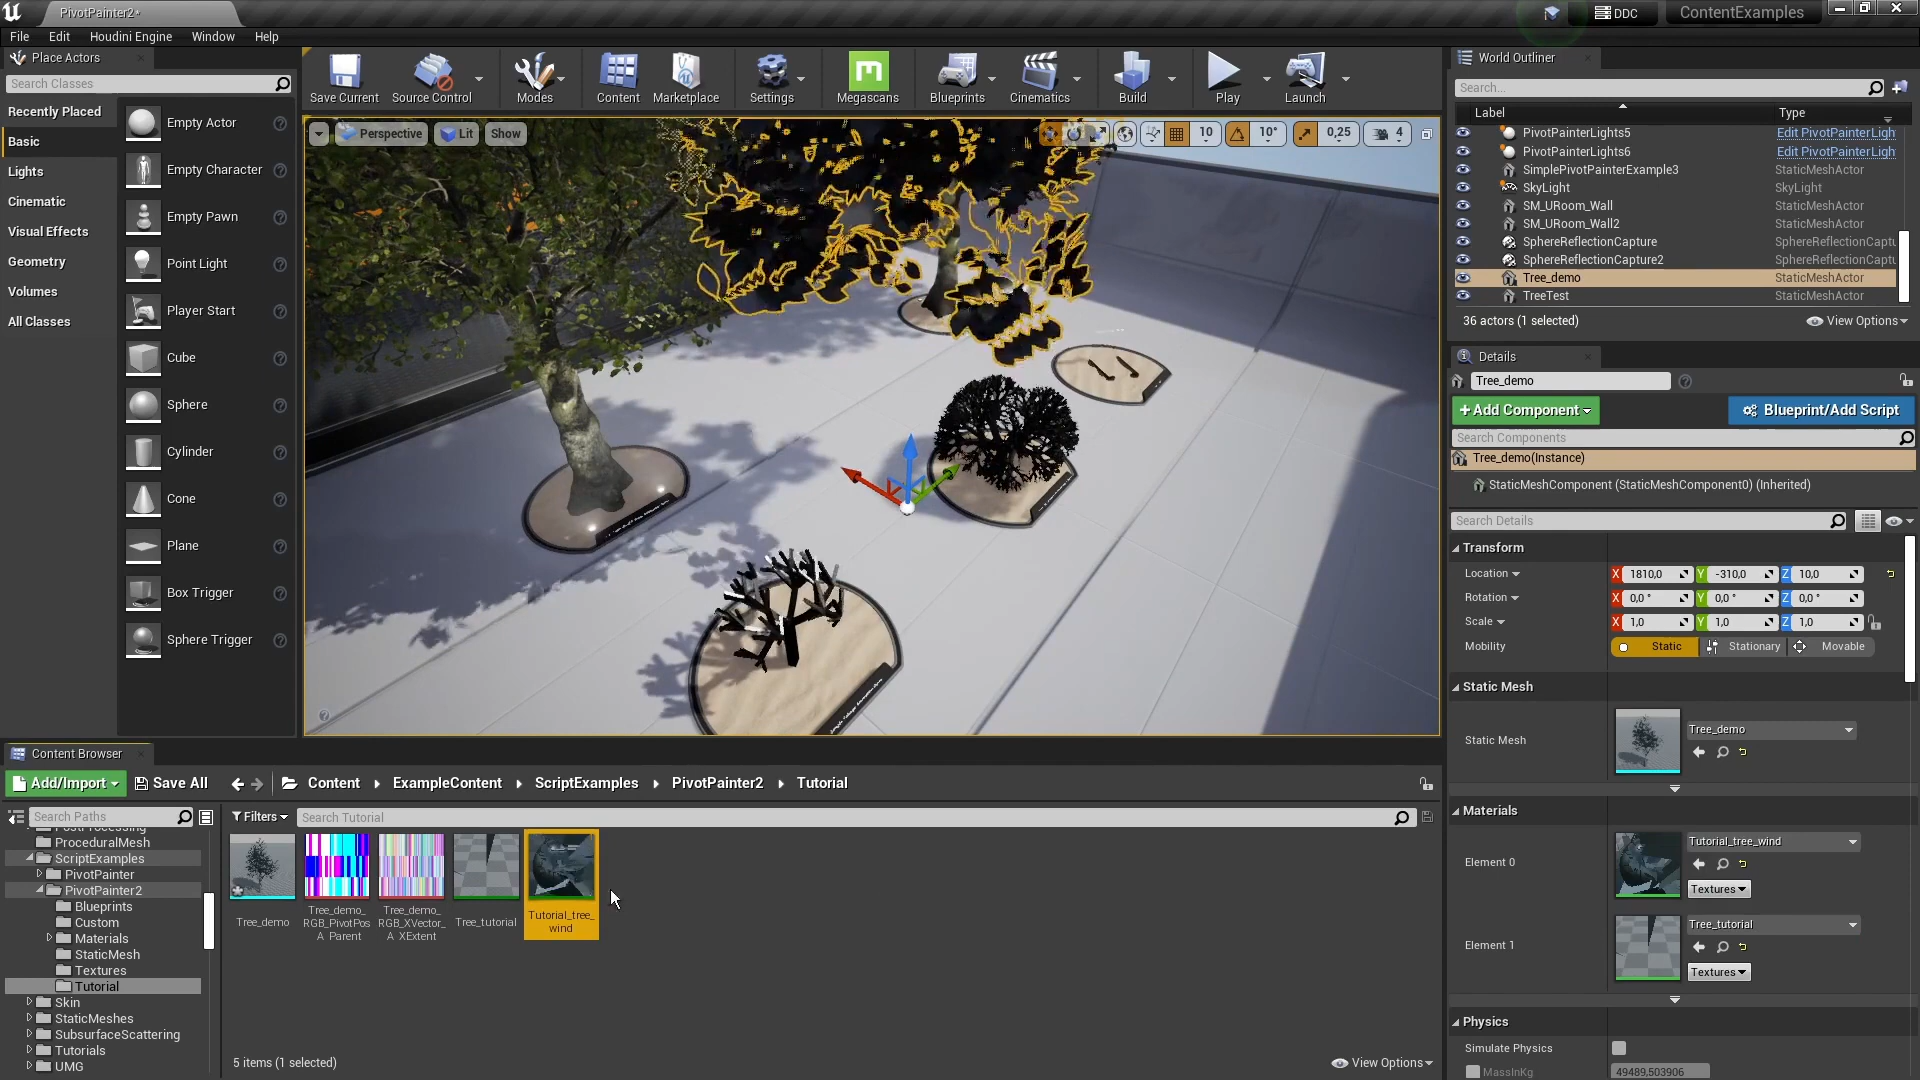 PivotPainter2*
DDC
ContentExamples
File Edit Houdini Engine Window Help
Place Actors
Search Classes
Recently Placed
Basic
Lights
Cinematic
Visual Effects
Geometry
Volumes
All Classes
Empty Actor
Empty Character
Empty Pawn
Point Light
Player Start
Cube
Sphere
Cylinder
Cone
Plane
Box Trigger
Sphere Trigger
Save Current
Source Control
Modes
Content
Marketplace
Settings
Megascans
Blueprints
Cinematics
Build
Play
Launch
Perspective Lit Show
10 10° 0,25 4
World Outliner
Search...
Label Type
PivotPainterLights5 Edit PivotPainterLigh
PivotPainterLights6 Edit PivotPainterLigh
SimplePivotPainterExample3 StaticMeshActor
SkyLight SkyLight
SM_URoom_Wall StaticMeshActor
SM_URoom_Wall2 StaticMeshActor
SphereReflectionCapture SphereReflectionCaptu
SphereReflectionCapture2 SphereReflectionCaptu
Tree_demo StaticMeshActor
TreeTest StaticMeshActor
36 actors (1 selected) View Options
Details
Tree_demo
+Add Component Blueprint/Add Script
Search Components
Tree_demo(Instance)
StaticMeshComponent (StaticMeshComponent0) (Inherited)
Search Details
Transform
Location X 1810,0 Y -310,0 Z 10,0
Rotation X 0,0 ° Y 0,0 ° Z 0,0 °
Scale X 1,0 Y 1,0 Z 1,0
Mobility Static Stationary Movable
Static Mesh
Static Mesh Tree_demo
Materials
Element 0 Tutorial_tree_wind
Textures
Element 1 Tree_tutorial
Textures
Physics
Simulate Physics
MassInKg 49489,503906
Content Browser
Add/Import Save All Content ExampleContent ScriptExamples PivotPainter2 Tutorial
Search Paths
Filters Search Tutorial
PostProcessing
ProceduralMesh
ScriptExamples
PivotPainter
PivotPainter2
Blueprints
Custom
Materials
StaticMesh
Textures
Tutorial
Skin
StaticMeshes
SubsurfaceScattering
Tutorials
UMG
Tree_demo
Tree_demo_
RGB_PivotPos
A_Parent
Tree_demo_
RGB_XVector_
A_XExtent
Tree_tutorial
Tutorial_tree_
wind
5 items (1 selected) View Options